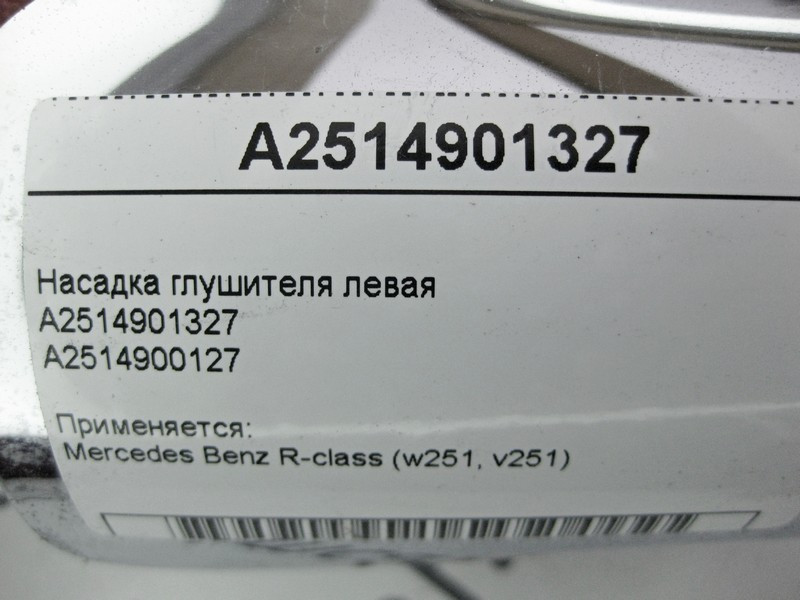 A2514901327
Насадка глушителя левая
A2514901327
A2514900127
Применяется:
Mercedes Benz R-class (w251, v251)